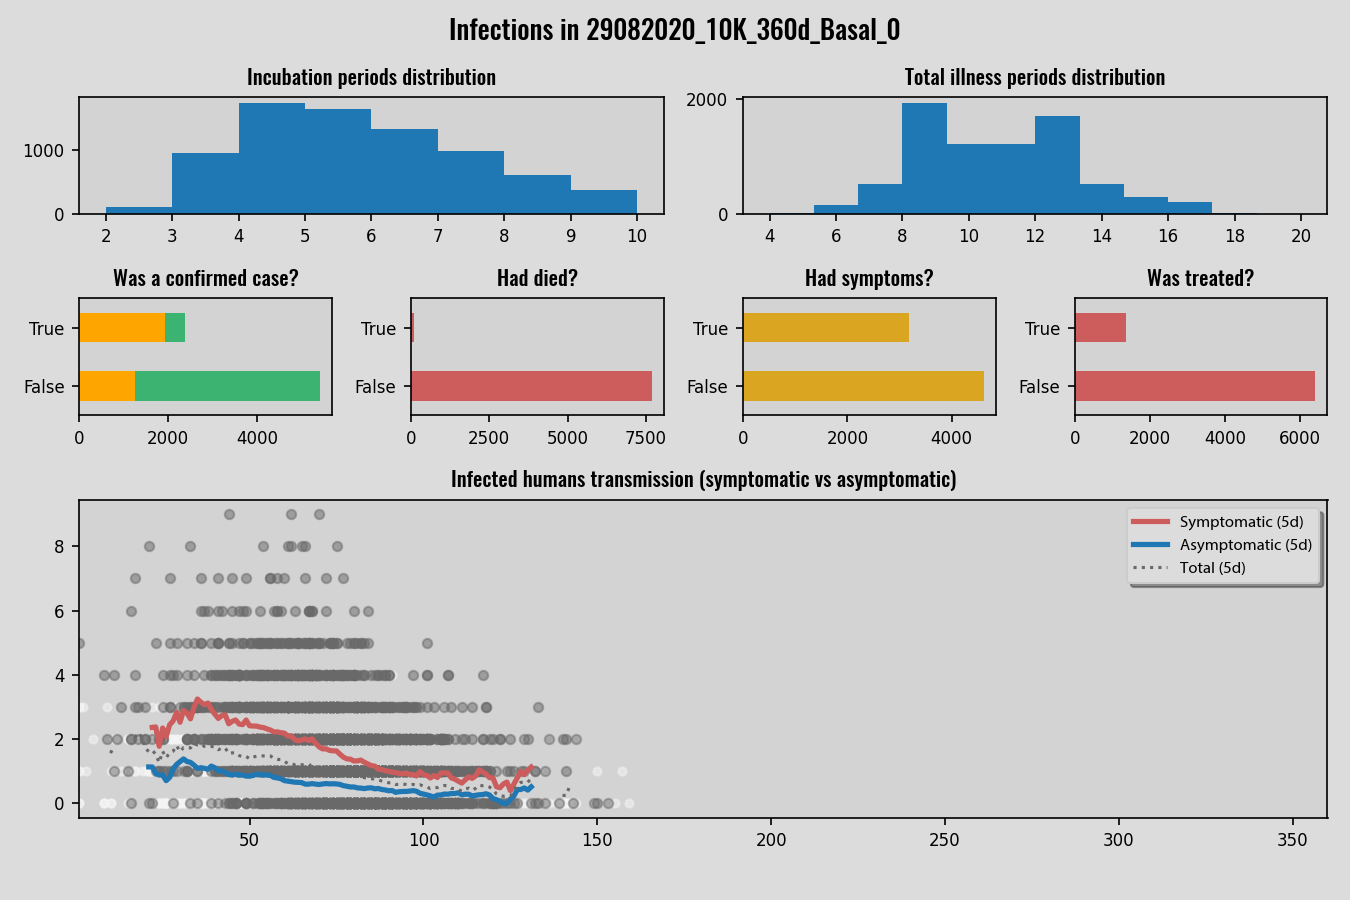 Infections in 29082020_10K_360d_Basal_0
Incubation periods distribution
Total illness periods distribution
1000
0
2 3 4 5 6 7 8 9 10
2000
0
4 6 8 10 12 14 16 18 20
Was a confirmed case?
Had died?
Had symptoms?
Was treated?
True
False
0 2000 4000
True
False
0 2500 5000 7500
True
False
0 2000 4000
True
False
0 2000 4000 6000
Infected humans transmission (symptomatic vs asymptomatic)
Symptomatic (5d)
Asymptomatic (5d)
Total (5d)
8
6
4
2
0
50 100 150 200 250 300 350